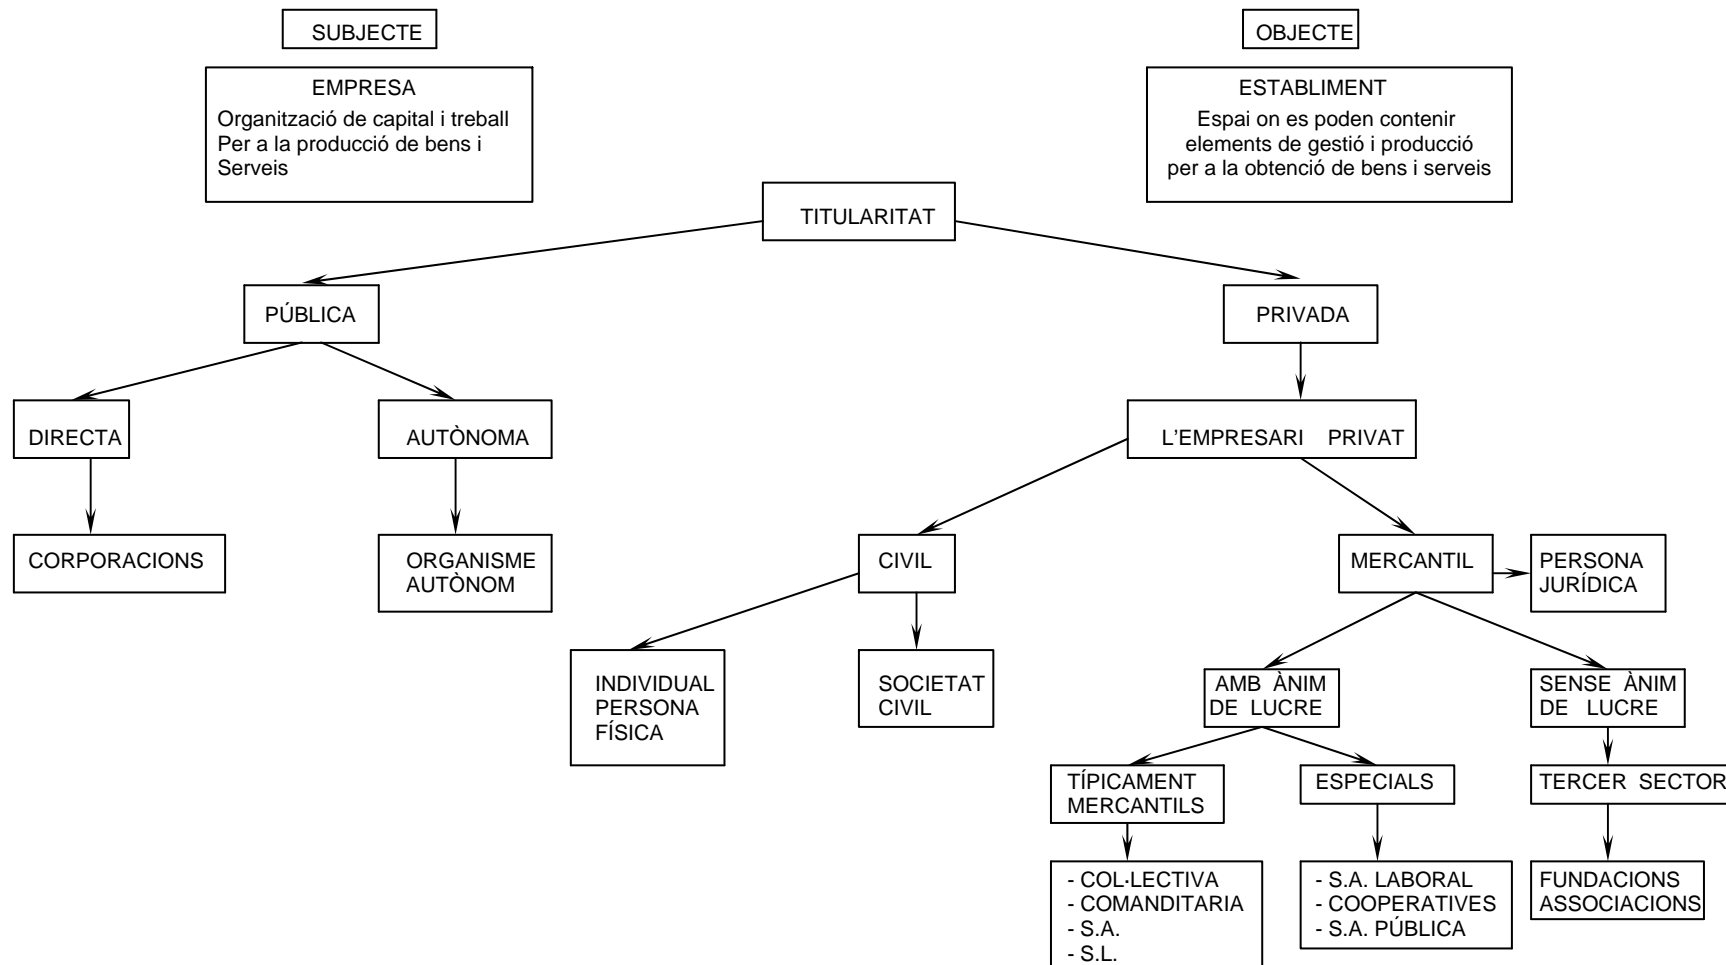 SUBJECTE
OBJECTE
EMPRESA
Organització de capital i treball
Per a la producció de bens i
Serveis
ESTABLIMENT
Espai on es poden contenir
elements de gestió i producció
per a la obtenció de bens i serveis
TITULARITAT
PÚBLICA
PRIVADA
DIRECTA
AUTÒNOMA
L'EMPRESARI PRIVAT
CORPORACIONS
ORGANISME
AUTÒNOM
CIVIL
MERCANTIL
PERSONA
JURÍDICA
INDIVIDUAL
PERSONA
FÍSICA
SOCIETAT
CIVIL
AMB ÀNIM
DE LUCRE
SENSE ÀNIM
DE LUCRE
TÍPICAMENT
MERCANTILS
ESPECIALS
TERCER SECTOR
- COL·LECTIVA
- COMANDITARIA
- S.A.
- S.L.
- S.A. LABORAL
- COOPERATIVES
- S.A. PÚBLICA
FUNDACIONS
ASSOCIACIONS